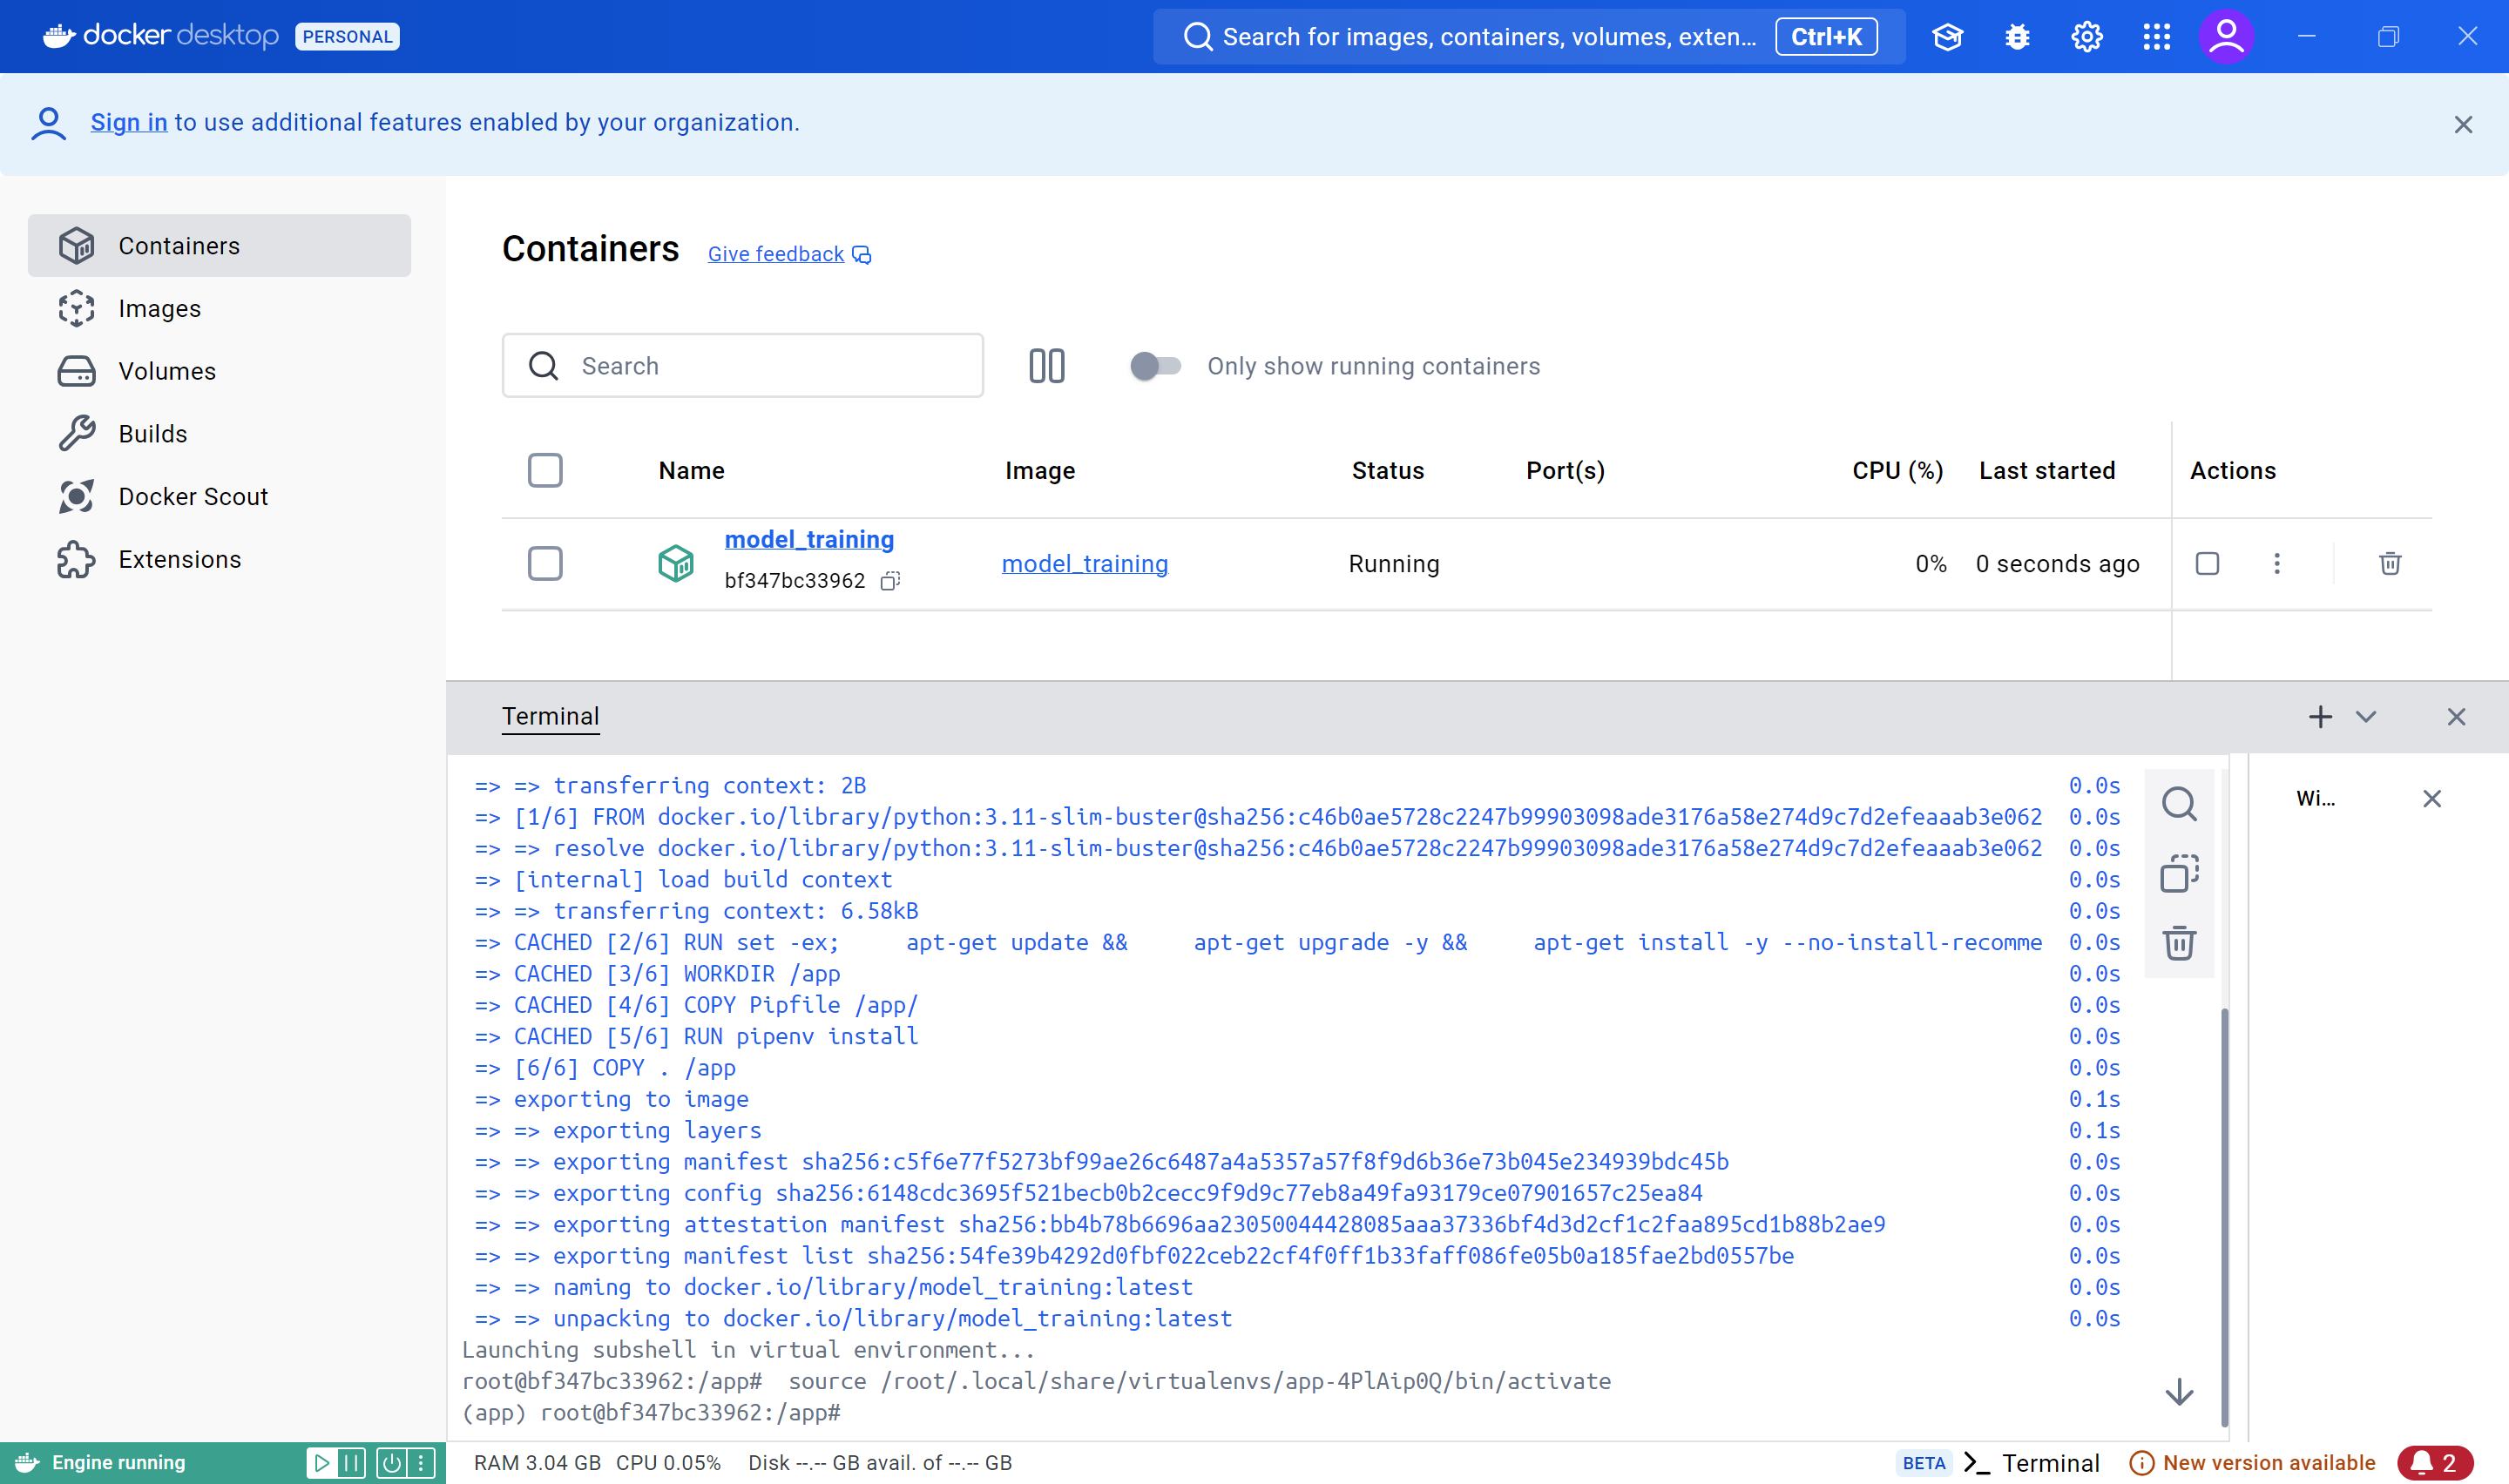 docker desktop PERSONAL
Search for images, containers, volumes, exten... Ctrl+K
Sign in to use additional features enabled by your organization.
Containers
Images
Volumes
Builds
Docker Scout
Extensions
Containers Give feedback
Search
Only show running containers
Name Image Status Port(s) CPU (%) Last started Actions
model_training
bf347bc33962
model_training Running 0% 0 seconds ago
Terminal
=> => transferring context: 2B 0.0s
=> [1/6] FROM docker.io/library/python:3.11-slim-buster@sha256:c46b0ae5728c2247b99903098ade3176a58e274d9c7d2efeaaab3e062 0.0s
=> => resolve docker.io/library/python:3.11-slim-buster@sha256:c46b0ae5728c2247b99903098ade3176a58e274d9c7d2efeaaab3e062 0.0s
=> [internal] load build context 0.0s
=> => transferring context: 6.58kB 0.0s
=> CACHED [2/6] RUN set -ex;     apt-get update &&     apt-get upgrade -y &&     apt-get install -y --no-install-recomme 0.0s
=> CACHED [3/6] WORKDIR /app 0.0s
=> CACHED [4/6] COPY Pipfile /app/ 0.0s
=> CACHED [5/6] RUN pipenv install 0.0s
=> [6/6] COPY . /app 0.0s
=> exporting to image 0.1s
=> => exporting layers 0.1s
=> => exporting manifest sha256:c5f6e77f5273bf99ae26c6487a4a5357a57f8f9d6b36e73b045e234939bdc45b 0.0s
=> => exporting config sha256:6148cdc3695f521becb0b2cecc9f9d9c77eb8a49fa93179ce07901657c25ea84 0.0s
=> => exporting attestation manifest sha256:bb4b78b6696aa23050044428085aaa37336bf4d3d2cf1c2faa895cd1b88b2ae9 0.0s
=> => exporting manifest list sha256:54fe39b4292d0fbf022ceb22cf4f0ff1b33faff086fe05b0a185fae2bd0557be 0.0s
=> => naming to docker.io/library/model_training:latest 0.0s
=> => unpacking to docker.io/library/model_training:latest 0.0s
Launching subshell in virtual environment...
root@bf347bc33962:/app#  source /root/.local/share/virtualenvs/app-4PlAip0Q/bin/activate
(app) root@bf347bc33962:/app#
Wi...
Engine running
RAM 3.04 GB CPU 0.05% Disk --.-- GB avail. of --.-- GB
BETA Terminal New version available 2